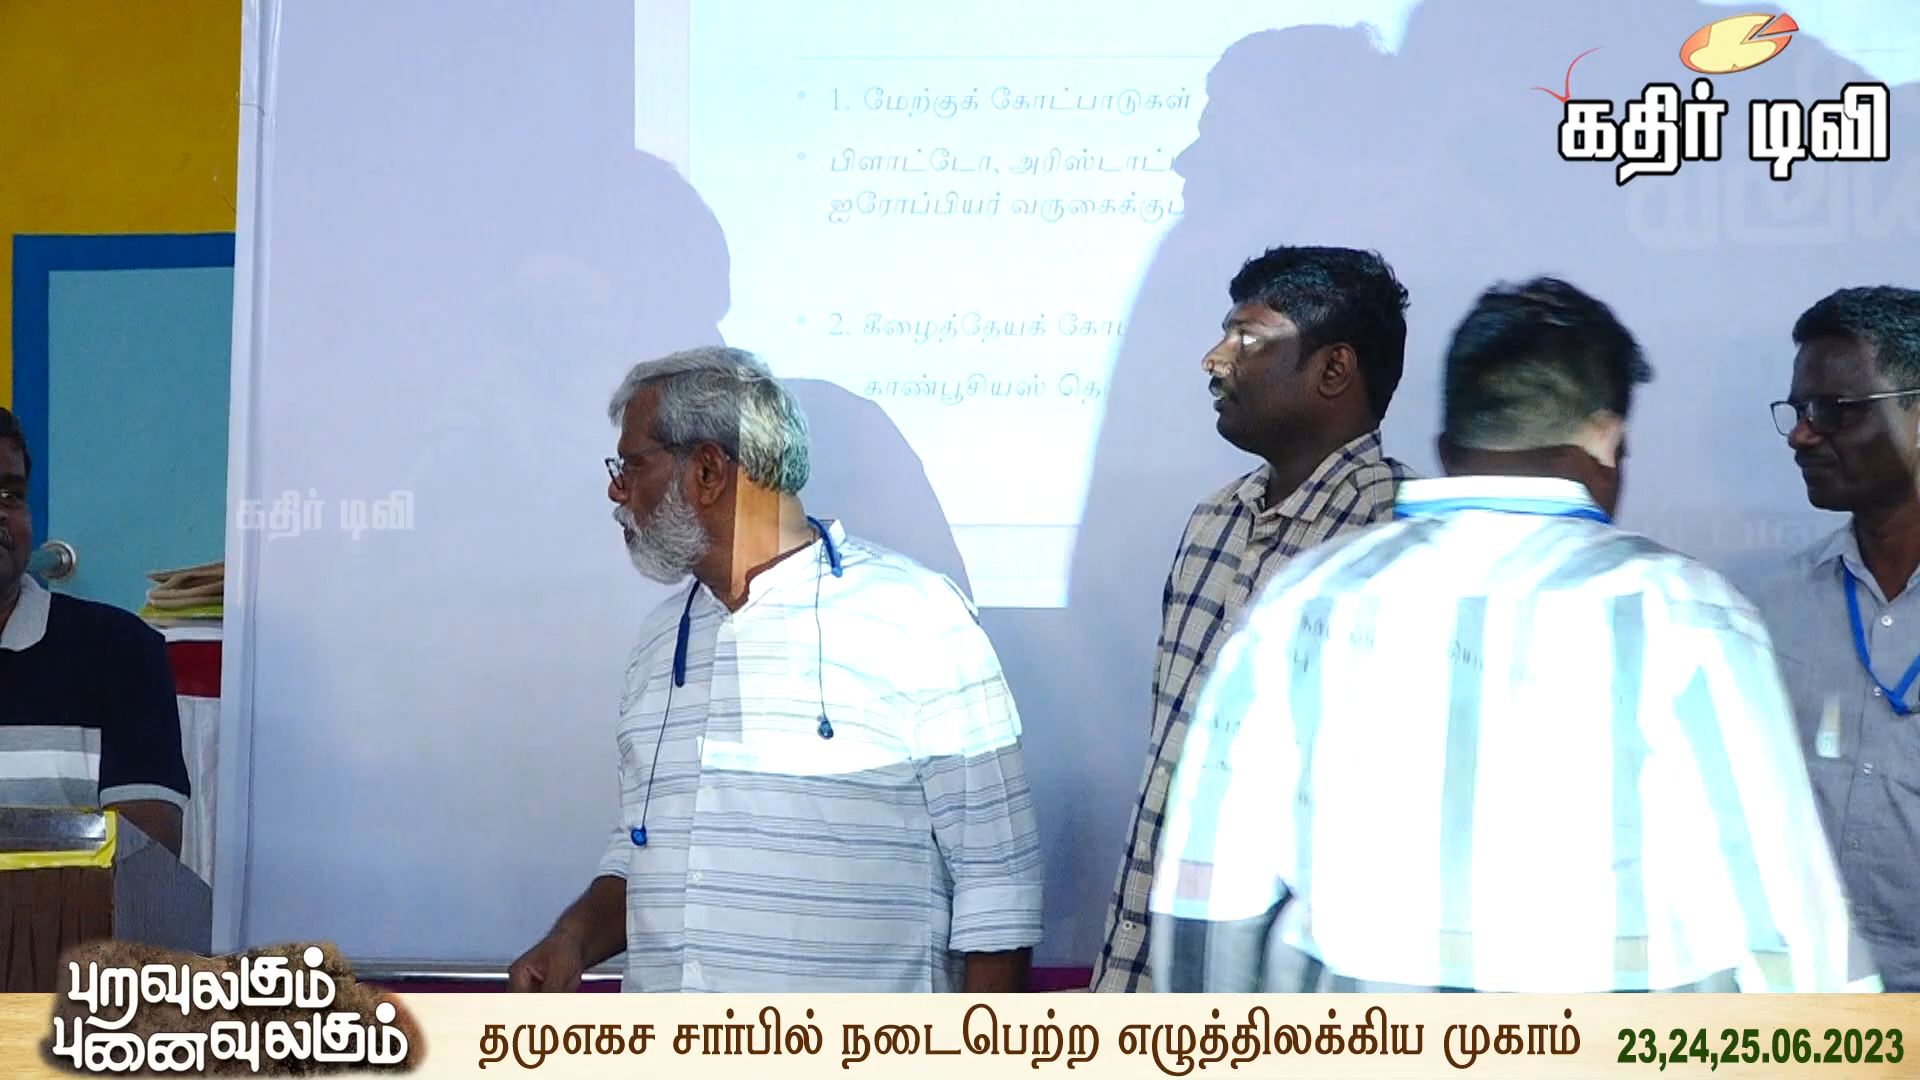 1. மேற்குக் கோட்பாடுகள்
பிளாட்டோ, அரிஸ்டாட்
ஐரோப்பியர்
2. கீழைத்தேயக்
காண்பூசியஸ்
கதிர் டிவி
கதிர் டிவி
புறவுலகும்
புனைவுலகும்
தமுஎகச சார்பில் நடைபெற்ற எழுத்திலக்கிய முகாம்
23,24,25.06.2023